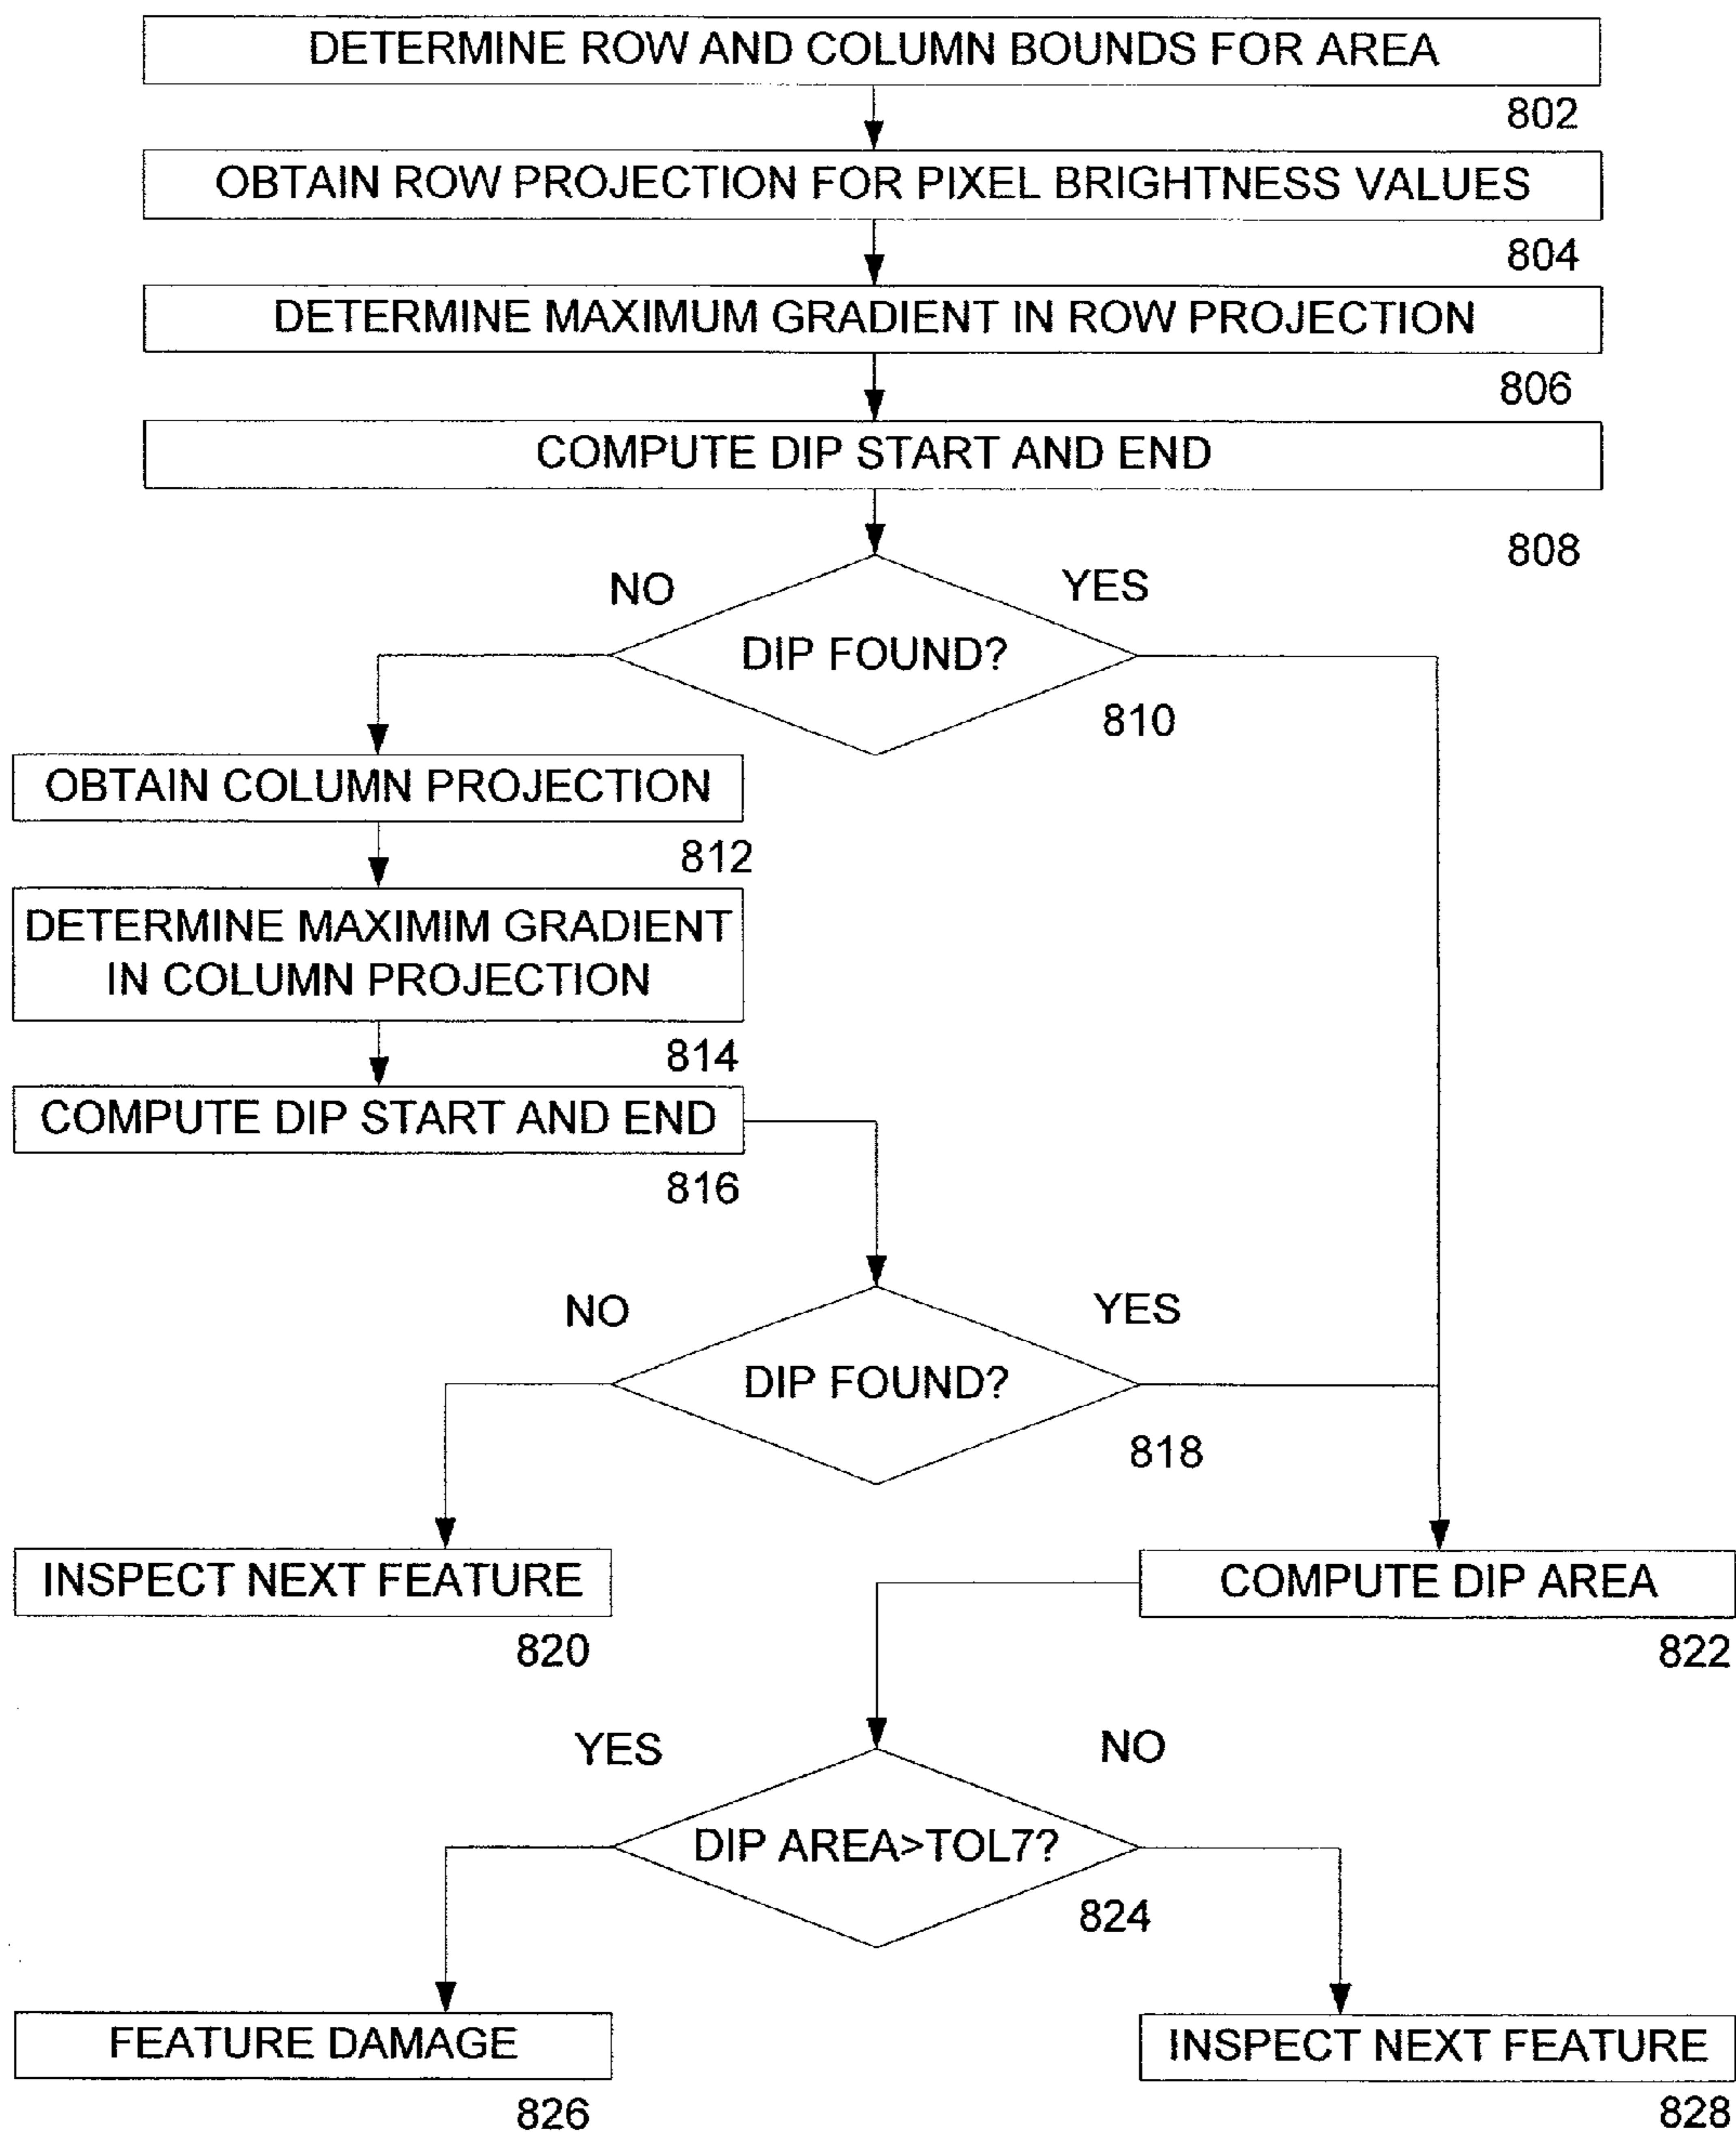 DETERMINE ROW AND COLUMN BOUNDS FOR AREA
802
OBTAIN ROW PROJECTION FOR PIXEL BRIGHTNESS VALUES
804
DETERMINE MAXIMUM GRADIENT IN ROW PROJECTION
806
COMPUTE DIP START AND END
808
NO
YES
DIP FOUND?
810
OBTAIN COLUMN PROJECTION
812
DETERMINE MAXIMIM GRADIENT
IN COLUMN PROJECTION
814
COMPUTE DIP START AND END
816
NO
YES
DIP FOUND?
818
INSPECT NEXT FEATURE
820
COMPUTE DIP AREA
822
YES
NO
DIP AREA>TOL7?
824
FEATURE DAMAGE
826
INSPECT NEXT FEATURE
828